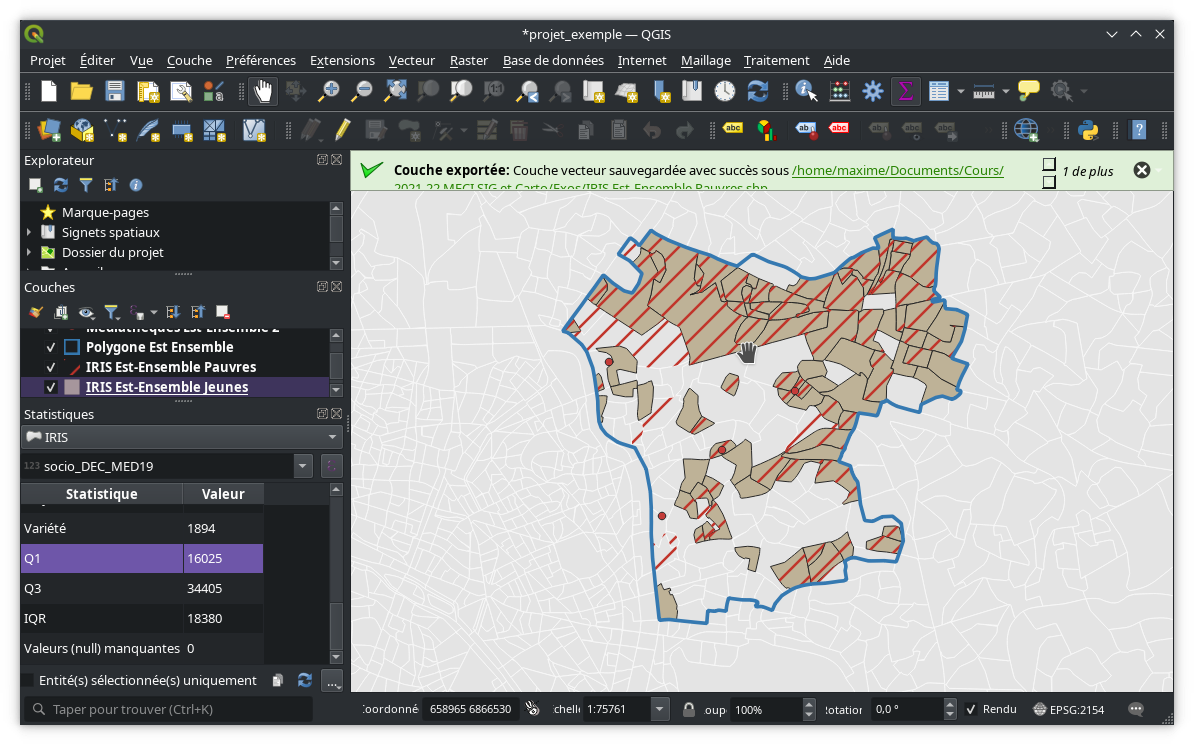 *projet_exemple — QGIS
Projet Éditer Vue Couche Préférences Extensions Vecteur Raster Base de données Internet Maillage Traitement Aide
abc abc abc
Explorateur
Marque-pages
Signets spatiaux
Dossier du projet
Couches
Médiathèques Est-Ensemble 2
Polygone Est Ensemble
IRIS Est-Ensemble Pauvres
IRIS Est-Ensemble Jeunes
Statistiques
IRIS
123 socio_DEC_MED19
Statistique Valeur
Variété 1894
Q1 16025
Q3 34405
IQR 18380
Valeurs (null) manquantes 0
Entité(s) sélectionnée(s) uniquement
...
Couche exportée: Couche vecteur sauvegardée avec succès sous /home/maxime/Documents/Cours/
2021-22 MECI SIG et Carto/Exos/IRIS Est-Ensemble Pauvres.shp
1 de plus
Taper pour trouver (Ctrl+K)
Coordonné 658965 6866530 chelle 1:75761 oup 100% otation 0,0 ° Rendu EPSG:2154